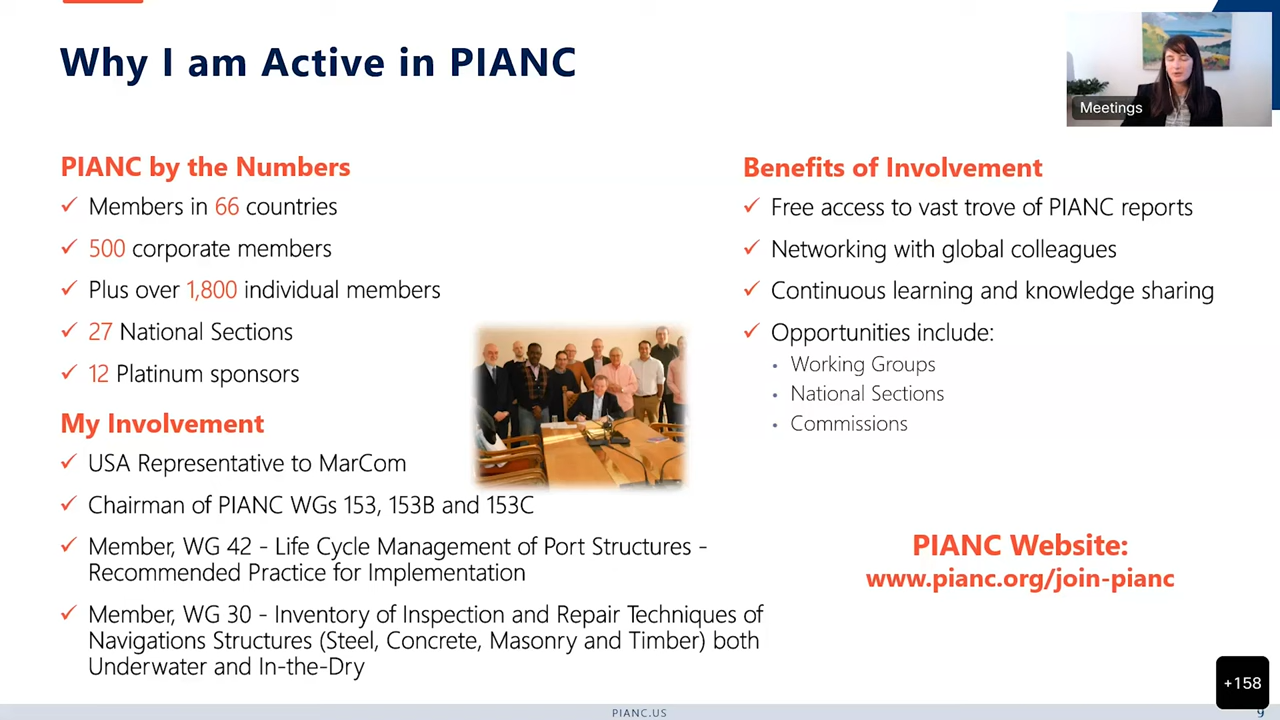 Why I am Active in PIANC
Meetings
PIANC by the Numbers
✓ Members in 66 countries
✓ 500 corporate members
✓ Plus over 1,800 individual members
✓ 27 National Sections
✓ 12 Platinum sponsors
My Involvement
✓ USA Representative to MarCom
✓ Chairman of PIANC WGs 153, 153B and 153C
✓ Member, WG 42 - Life Cycle Management of Port Structures -
Recommended Practice for Implementation
✓ Member, WG 30 - Inventory of Inspection and Repair Techniques of
Navigations Structures (Steel, Concrete, Masonry and Timber) both
Underwater and In-the-Dry
Benefits of Involvement
✓ Free access to vast trove of PIANC reports
✓ Networking with global colleagues
✓ Continuous learning and knowledge sharing
✓ Opportunities include:
• Working Groups
• National Sections
• Commissions
PIANC Website:
www.pianc.org/join-pianc
+158
PIANC.US
9